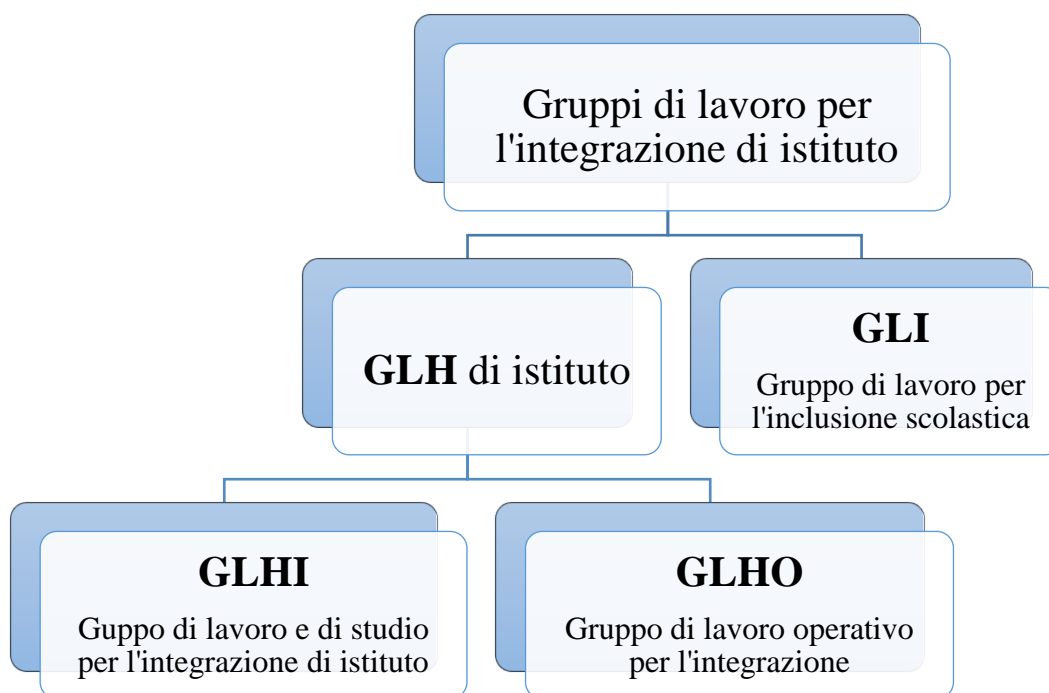 Gruppi di lavoro per
l'integrazione di istituto
GLH di istituto
GLI
Gruppo di lavoro per
l'inclusione scolastica
GLHI
Guppo di lavoro e di studio
per l'integrazione di istituto
GLHO
Gruppo di lavoro operativo
per l'integrazione